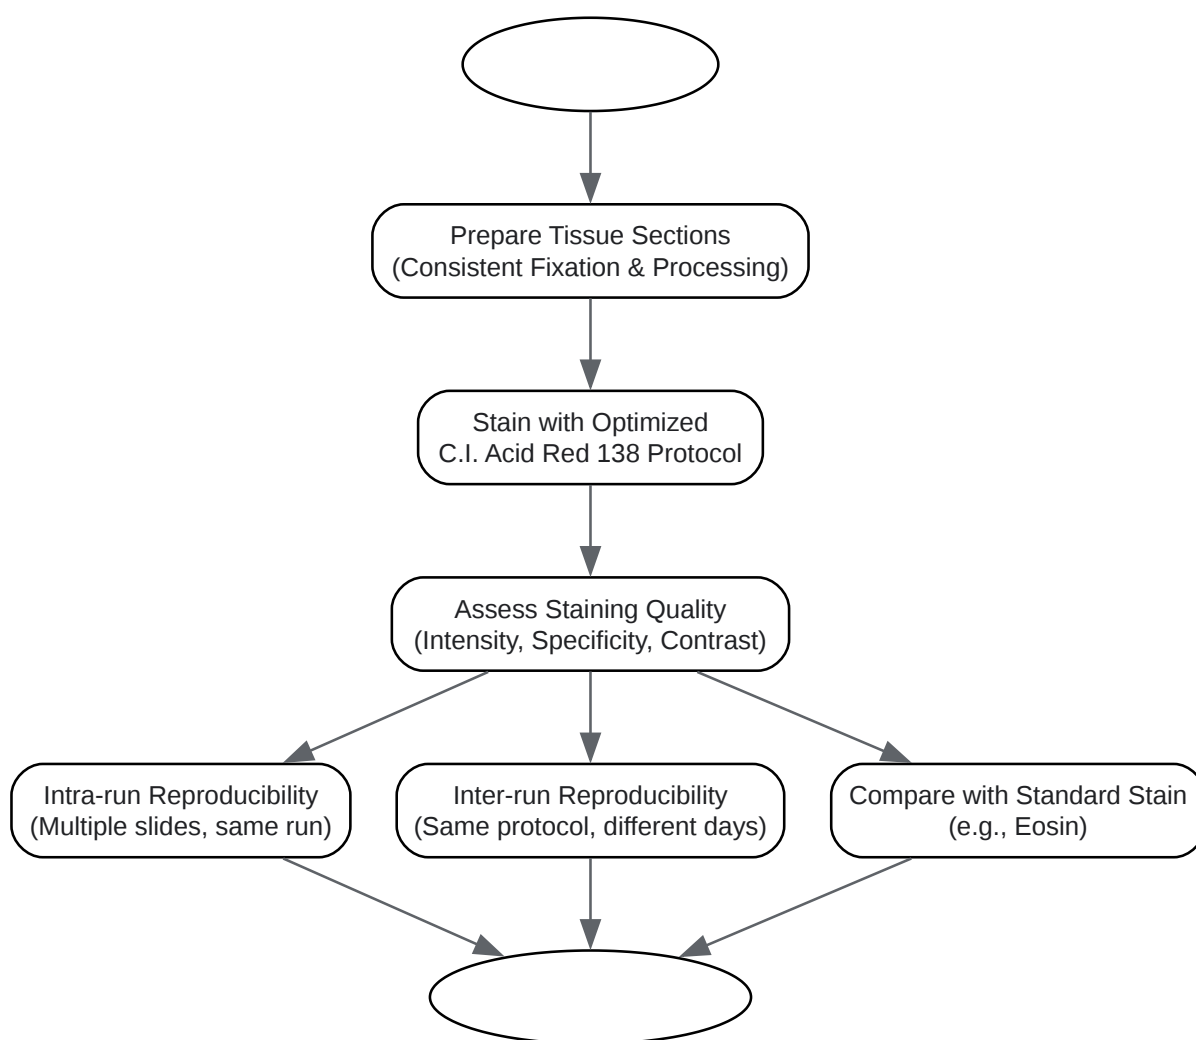 Prepare Tissue Sections
(Consistent Fixation & Processing)
Stain with Optimized
C.I. Acid Red 138 Protocol
Assess Staining Quality
(Intensity, Specificity, Contrast)
Intra-run Reproducibility
(Multiple slides, same run)
Inter-run Reproducibility
(Same protocol, different days)
Compare with Standard Stain
(e.g., Eosin)